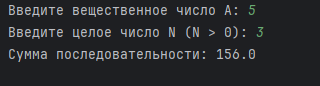 Введите вещественное число A: 5
Введите целое число N (N > 0): 3
Сумма последовательности: 156.0